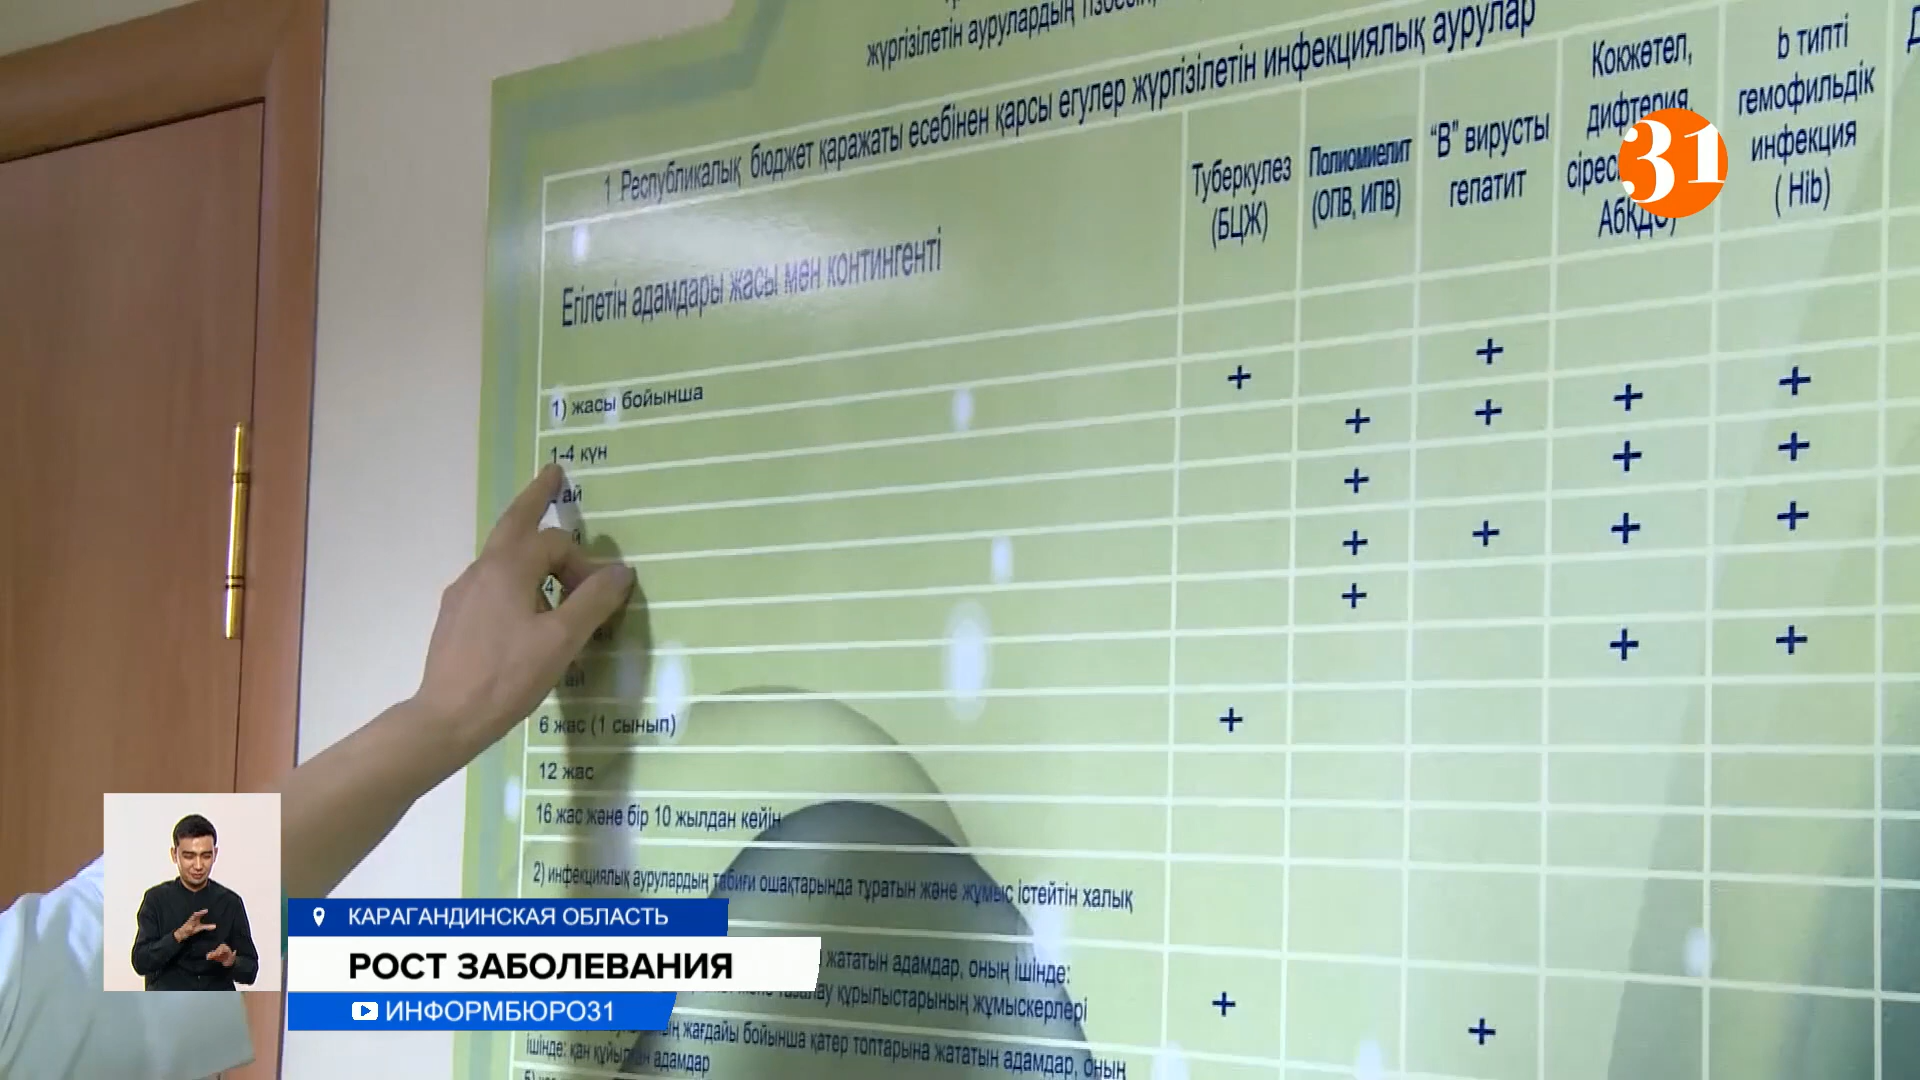 жүргізілетін аурулардың тізбесі,
1 Республикалық бюджет қаражаты есебінен қарсы егулер жүргізілетін инфекциялық аурулар
Егілетін адамдары жасы мен контингенті
Туберкулез
(БЦЖ)
Полиомиелит
(ОПВ, ИПВ)
“В” вирусты
гепатит
Көкжөтел,
дифтерия,
b типті
гемофильдік
инфекция
( Hib)
31
1) жасы бойынша
+ +
1-4 күн
+ + + +
ай
+ + +
+ + + +
4
+
ай
+ +
ай
6 жас (1 сынып)
+
12 жас
16 жас және бір 10 жылдан кейін
2) инфекциялық аурулардың табиғи ошақтарында тұратын және жұмыс істейтін халық
жататын адамдар, оның ішінде:
құрылыстарының жұмыскерлері
+
жағдайы бойынша қатер топтарына жататын адамдар, оның
+
ішінде: қан құйылған адамдар
КАРАГАНДИНСКАЯ ОБЛАСТЬ
РОСТ ЗАБОЛЕВАНИЯ
ИНФОРМБЮРО31